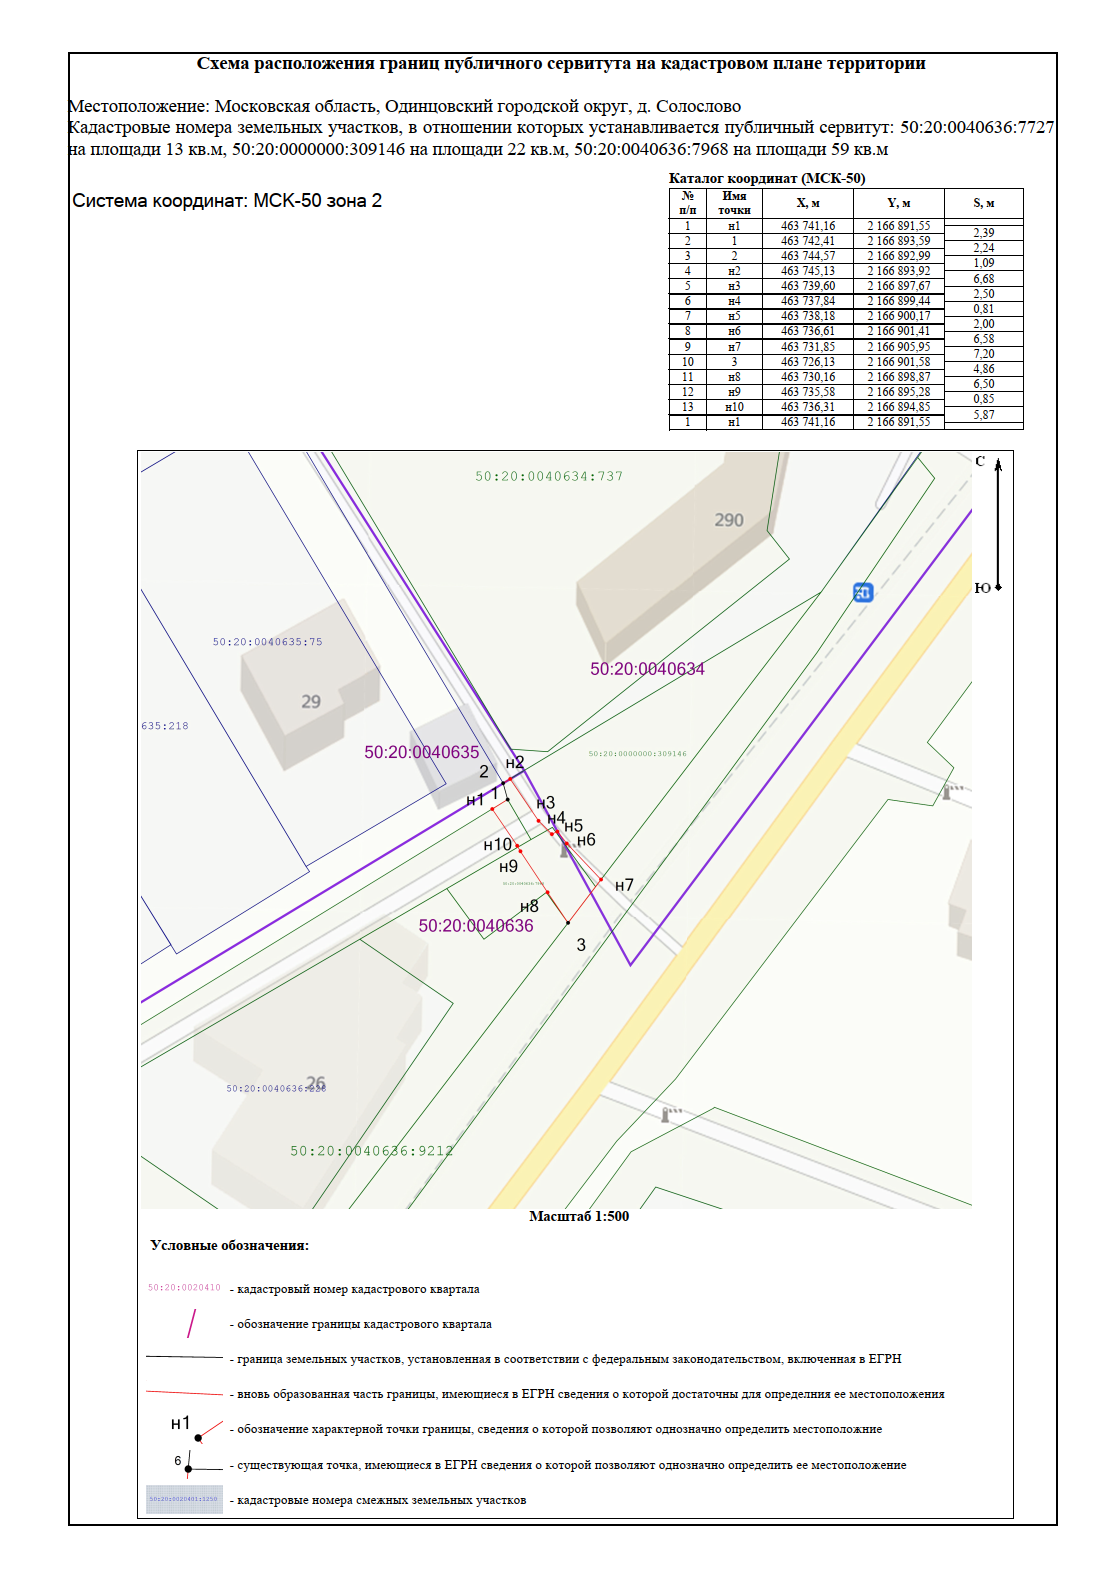 Схема расположения границ публичного сервитута на кадастровом плане территории
Местоположение: Московская область, Одинцовский городской округ, д. Солослово
Кадастровые номера земельных участков, в отношении которых устанавливается публичный сервитут: 50:20:0040636:7727
на площади 13 кв.м, 50:20:0000000:309146 на площади 22 кв.м, 50:20:0040636:7968 на площади 59 кв.м
Система координат: МСК-50 зона 2
Каталог координат (МСК-50)
№ п/п Имя точки X, м Y, м S, м
1 н1 463 741,16 2 166 891,55
2,39
2 1 463 742,41 2 166 893,59
2,24
3 2 463 744,57 2 166 892,99
1,09
4 н2 463 745,13 2 166 893,92
6,68
5 н3 463 739,60 2 166 897,67
2,50
6 н4 463 737,84 2 166 899,44
0,81
7 н5 463 738,18 2 166 900,17
2,00
8 н6 463 736,61 2 166 901,41
6,58
9 н7 463 731,85 2 166 905,95
7,20
10 3 463 726,13 2 166 901,58
4,86
11 н8 463 730,16 2 166 898,87
6,50
12 н9 463 735,58 2 166 895,28
0,85
13 н10 463 736,31 2 166 894,85
5,87
1 н1 463 741,16 2 166 891,55
С
Ю
50:20:0040634:737
290
50:20:0040635:75
29
50:20:0040634
635:218
50:20:0040635
50:20:0000000:309146
н2
2
1
н1
н3
н4
н5
н6
н10
н9
н7
н8
50:20:0040636
3
26
50:20:0040636:228
50:20:0040636:9212
Масштаб 1:500
Условные обозначения:
50:20:0020410 - кадастровый номер кадастрового квартала
- обозначение границы кадастрового квартала
- граница земельных участков, установленная в соответствии с федеральным законодательством, включенная в ЕГРН
- вновь образованная часть границы, имеющиеся в ЕГРН сведения о которой достаточны для определния ее местоположения
н1 - обозначение характерной точки границы, сведения о которой позволяют однозначно определить местоположние
6 - существующая точка, имеющиеся в ЕГРН сведения о которой позволяют однозначно определить ее местоположение
50:20:0020401:1250 - кадастровые номера смежных земельных участков